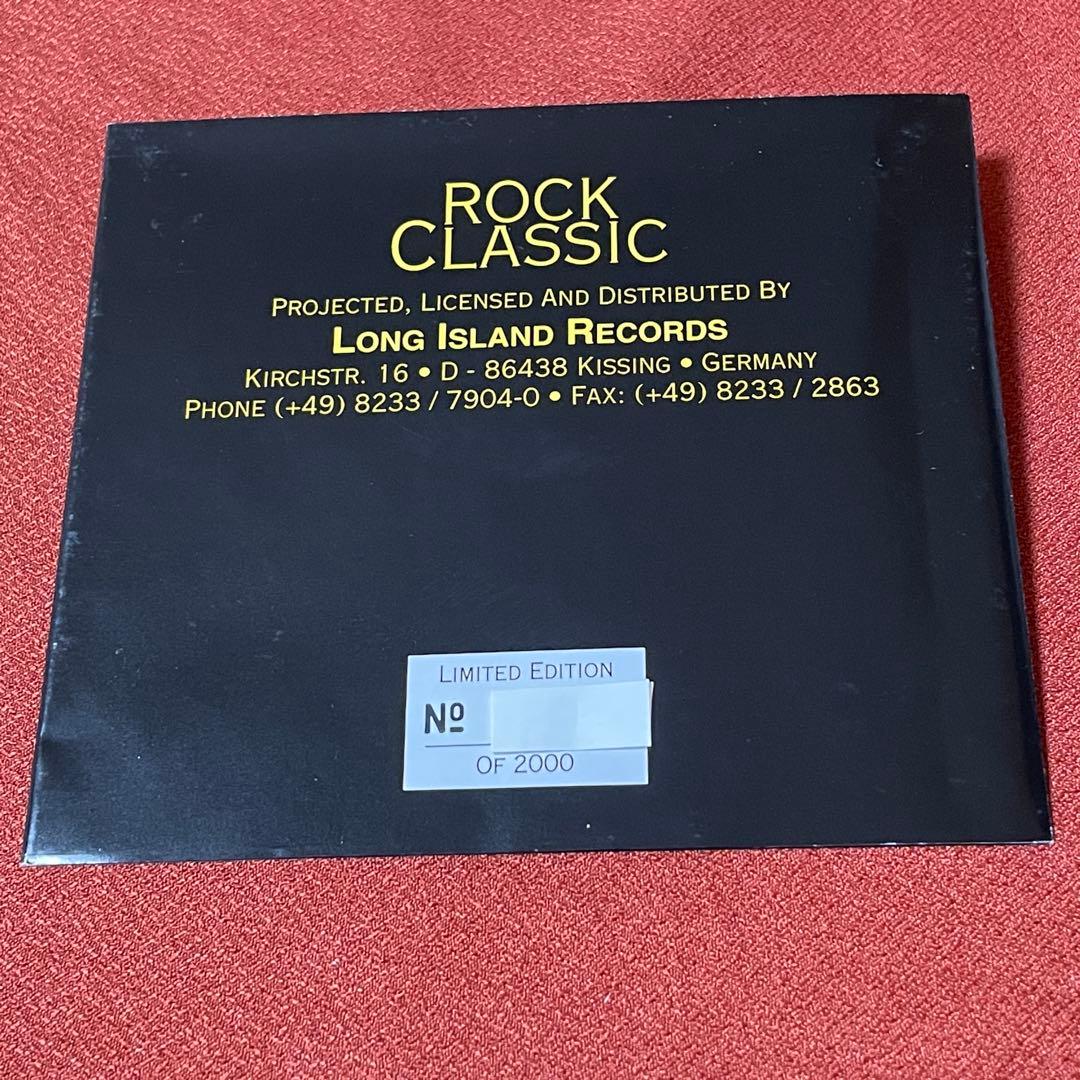 ROCK
CLASSIC
PROJECTED, LICENSED AND DISTRIBUTED BY
LONG ISLAND RECORDS
KIRCHSTR. 16 • D - 86438 KISSING • GERMANY
PHONE (+49) 8233 / 7904-0 • FAX: (+49) 8233 / 2863
LIMITED EDITION
Nº
OF 2000